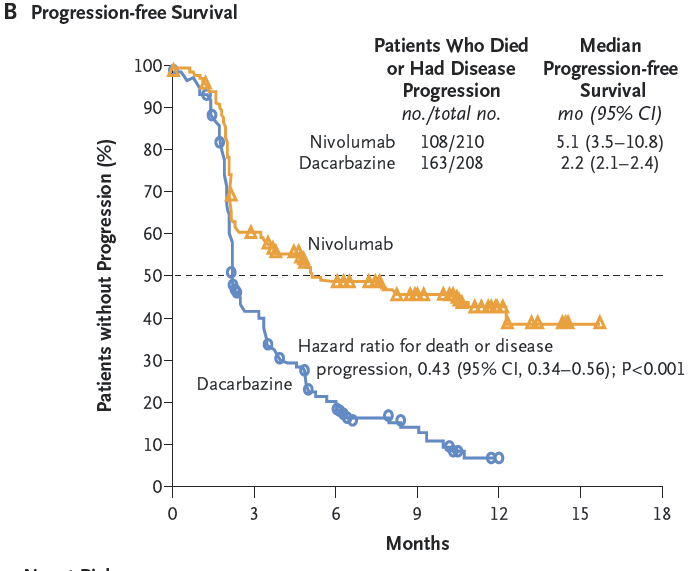 B Progression-free Survival
Patients Who Died
or Had Disease
Progression
Median
Progression-free
Survival
no./total no.
mo (95% CI)
Nivolumab 108/210 5.1 (3.5–10.8)
Dacarbazine 163/208 2.2 (2.1–2.4)
Patients without Progression (%)
100
90
80
70
60
50
40
30
20
10
0
Nivolumab
Hazard ratio for death or disease
progression, 0.43 (95% CI, 0.34–0.56); P<0.001
Dacarbazine
0 3 6 9 12 15 18
Months